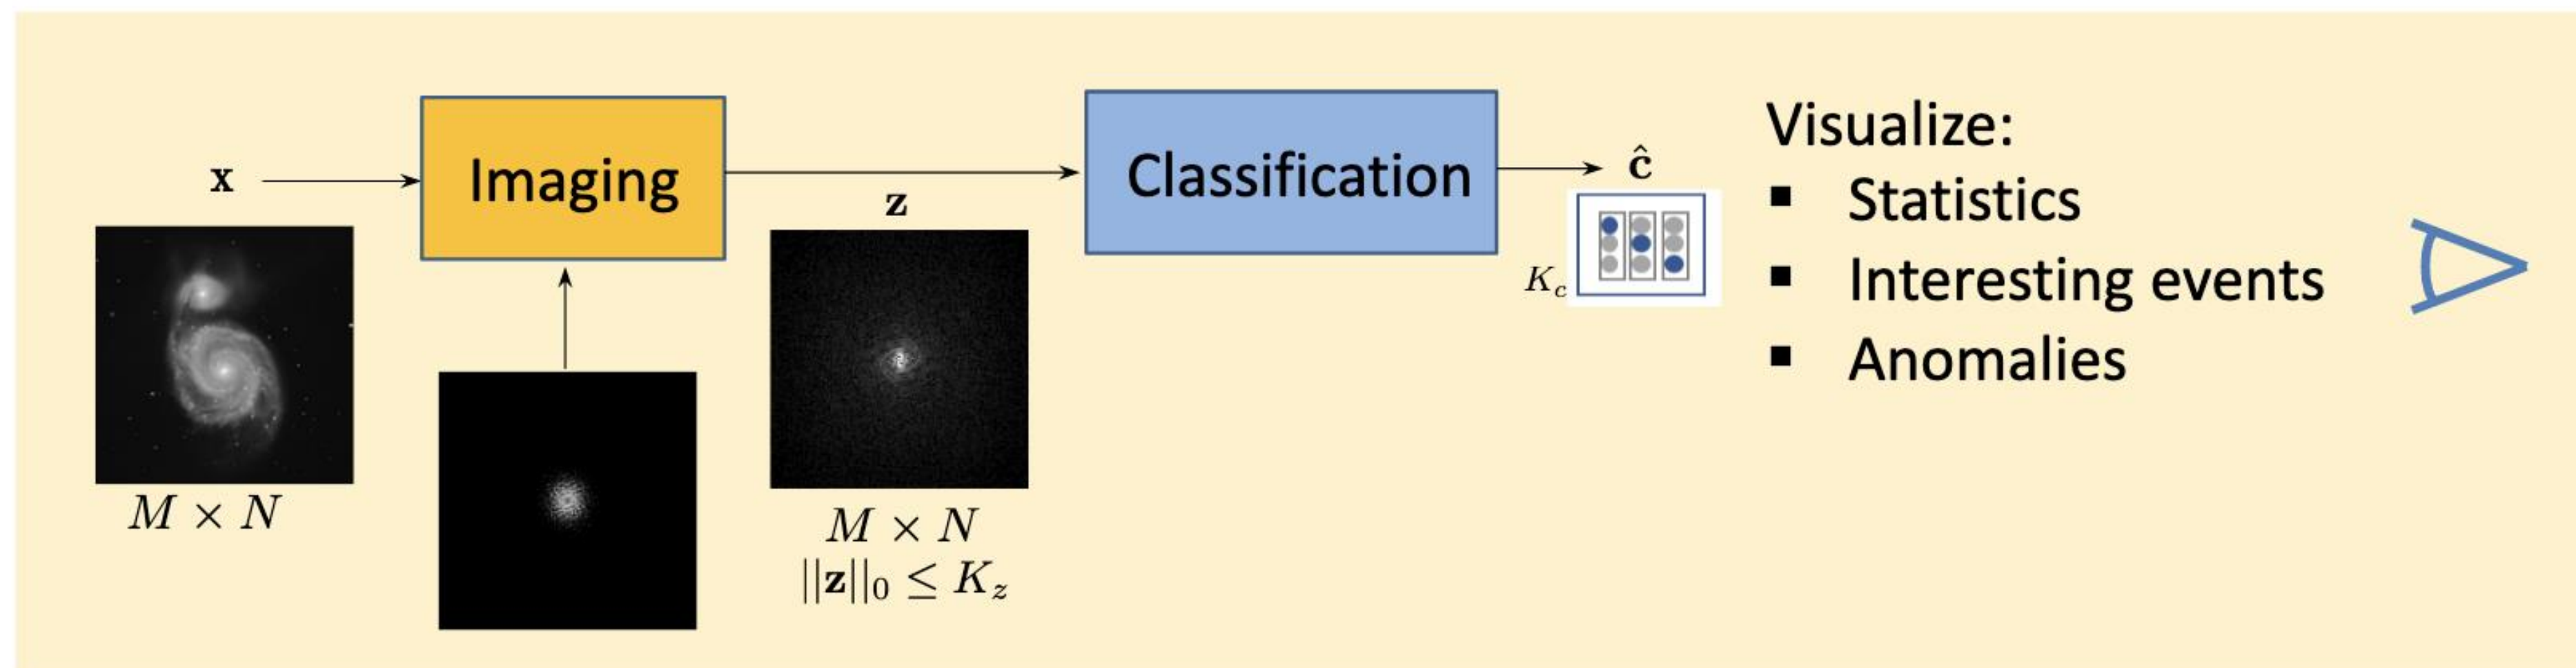 x
Imaging
z
Classification
ĉ
K_c
M × N
M × N
||z||₀ ≤ K_z
Visualize:
▪ Statistics
▪ Interesting events
▪ Anomalies